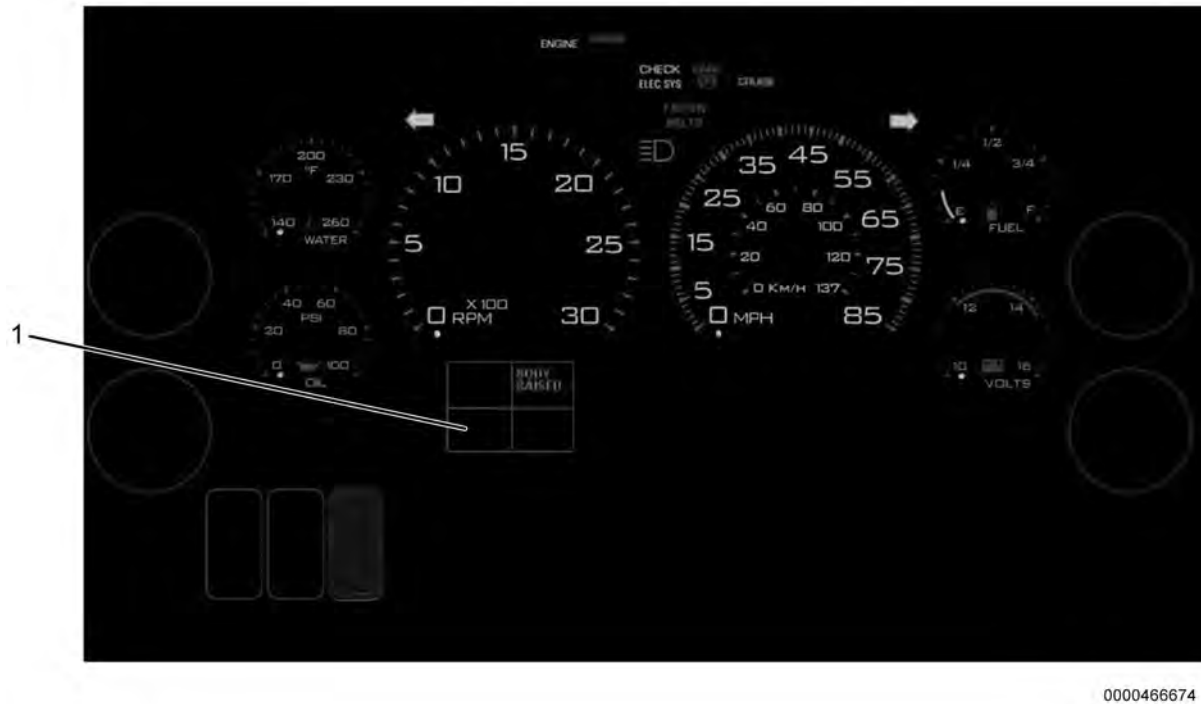 ENGINE
CHECK
ELEC SYS
CRUISE
FASTEN
BELTS
200
°F
170 230
140 260
WATER
40 60
PSI
20 80
0 100
OIL
15
10 20
5 25
0 30
X100
RPM
45
35 55
25 65
15 75
5
0 MPH 85
60 80
40 100
20 120
0 KM/H 137
1/2
1/4 3/4
E F
FUEL
12 14
10 16
VOLTS
BODY
RAISED
1
0000466674